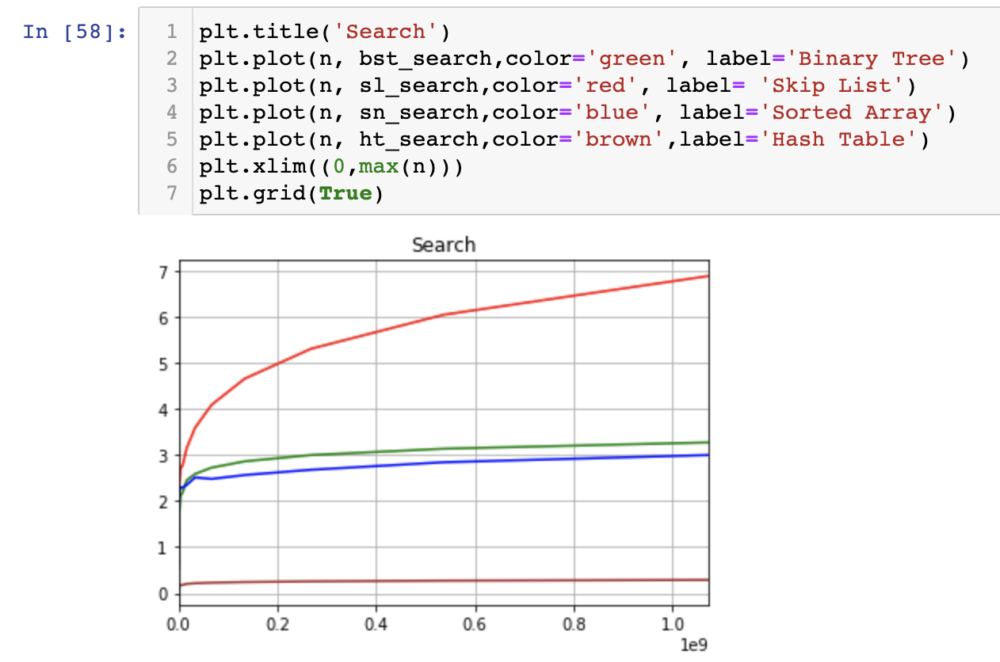 In [58]:
1 plt.title('Search')
2 plt.plot(n, bst_search,color='green', label='Binary Tree')
3 plt.plot(n, sl_search,color='red', label= 'Skip List')
4 plt.plot(n, sn_search,color='blue', label='Sorted Array')
5 plt.plot(n, ht_search,color='brown',label='Hash Table')
6 plt.xlim((0,max(n)))
7 plt.grid(True)
Search
7
6
5
4
3
2
1
0
0.0 0.2 0.4 0.6 0.8 1.0
1e9